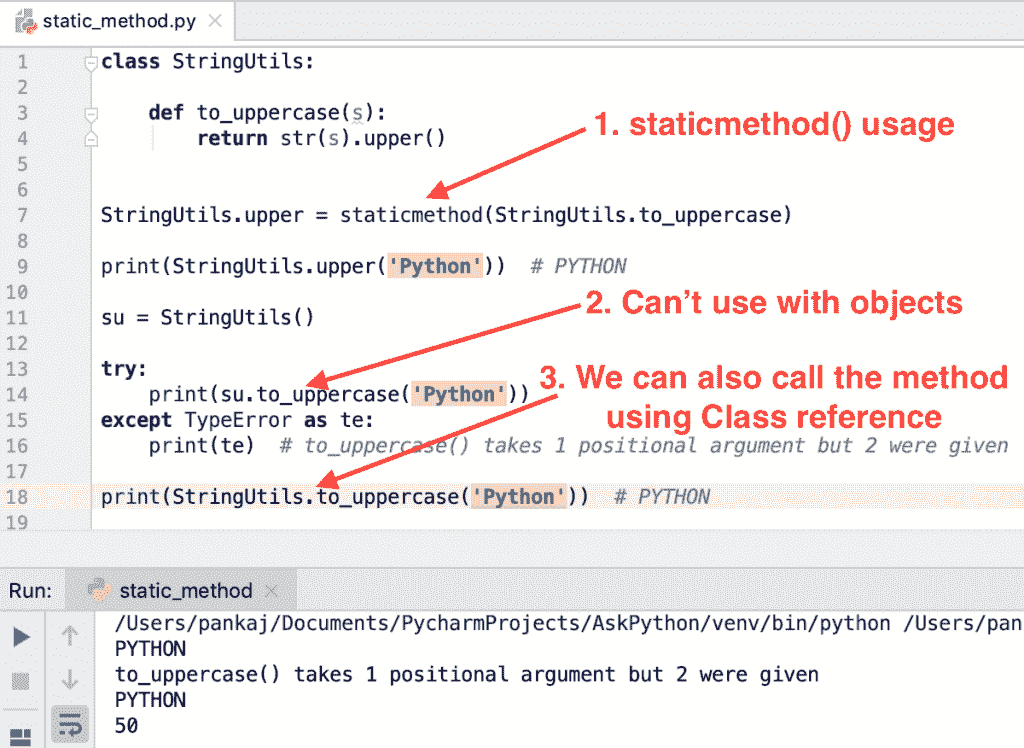 static_method.py
1 class StringUtils:
2
3 def to_uppercase(s):
4 return str(s).upper()
5
6
7 StringUtils.upper = staticmethod(StringUtils.to_uppercase)
8
9 print(StringUtils.upper('Python')) # PYTHON
10
11 su = StringUtils()
12
13 try:
14 print(su.to_uppercase('Python'))
15 except TypeError as te:
16 print(te) # to_uppercase() takes 1 positional argument but 2 were given
17
18 print(StringUtils.to_uppercase('Python')) # PYTHON
19
1. staticmethod() usage
2. Can't use with objects
3. We can also call the method
using Class reference
Run: static_method
/Users/pankaj/Documents/PycharmProjects/AskPython/venv/bin/python /Users/pan
PYTHON
to_uppercase() takes 1 positional argument but 2 were given
PYTHON
50